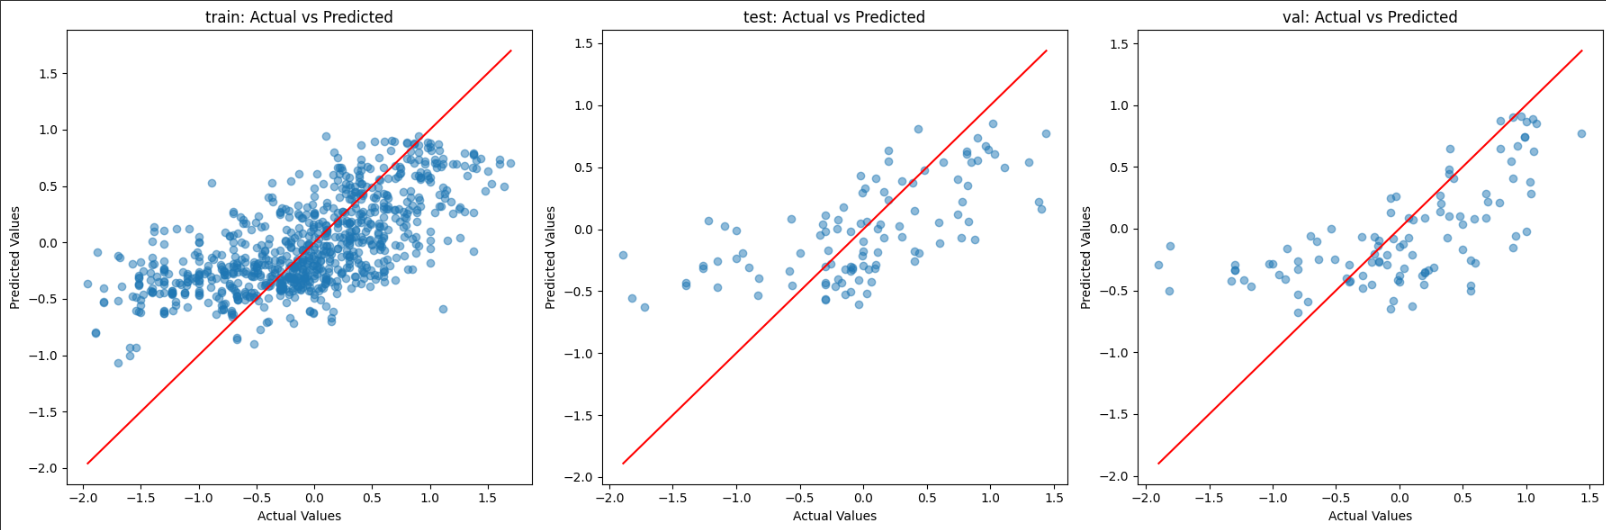 train: Actual vs Predicted
test: Actual vs Predicted
val: Actual vs Predicted
Predicted Values
1.5
1.0
0.5
0.0
−0.5
−1.0
−1.5
−2.0
−2.0 −1.5 −1.0 −0.5 0.0 0.5 1.0 1.5
Actual Values
Predicted Values
1.5
1.0
0.5
0.0
−0.5
−1.0
−1.5
−2.0
−2.0 −1.5 −1.0 −0.5 0.0 0.5 1.0 1.5
Actual Values
Predicted Values
1.5
1.0
0.5
0.0
−0.5
−1.0
−1.5
−2.0
−2.0 −1.5 −1.0 −0.5 0.0 0.5 1.0 1.5
Actual Values